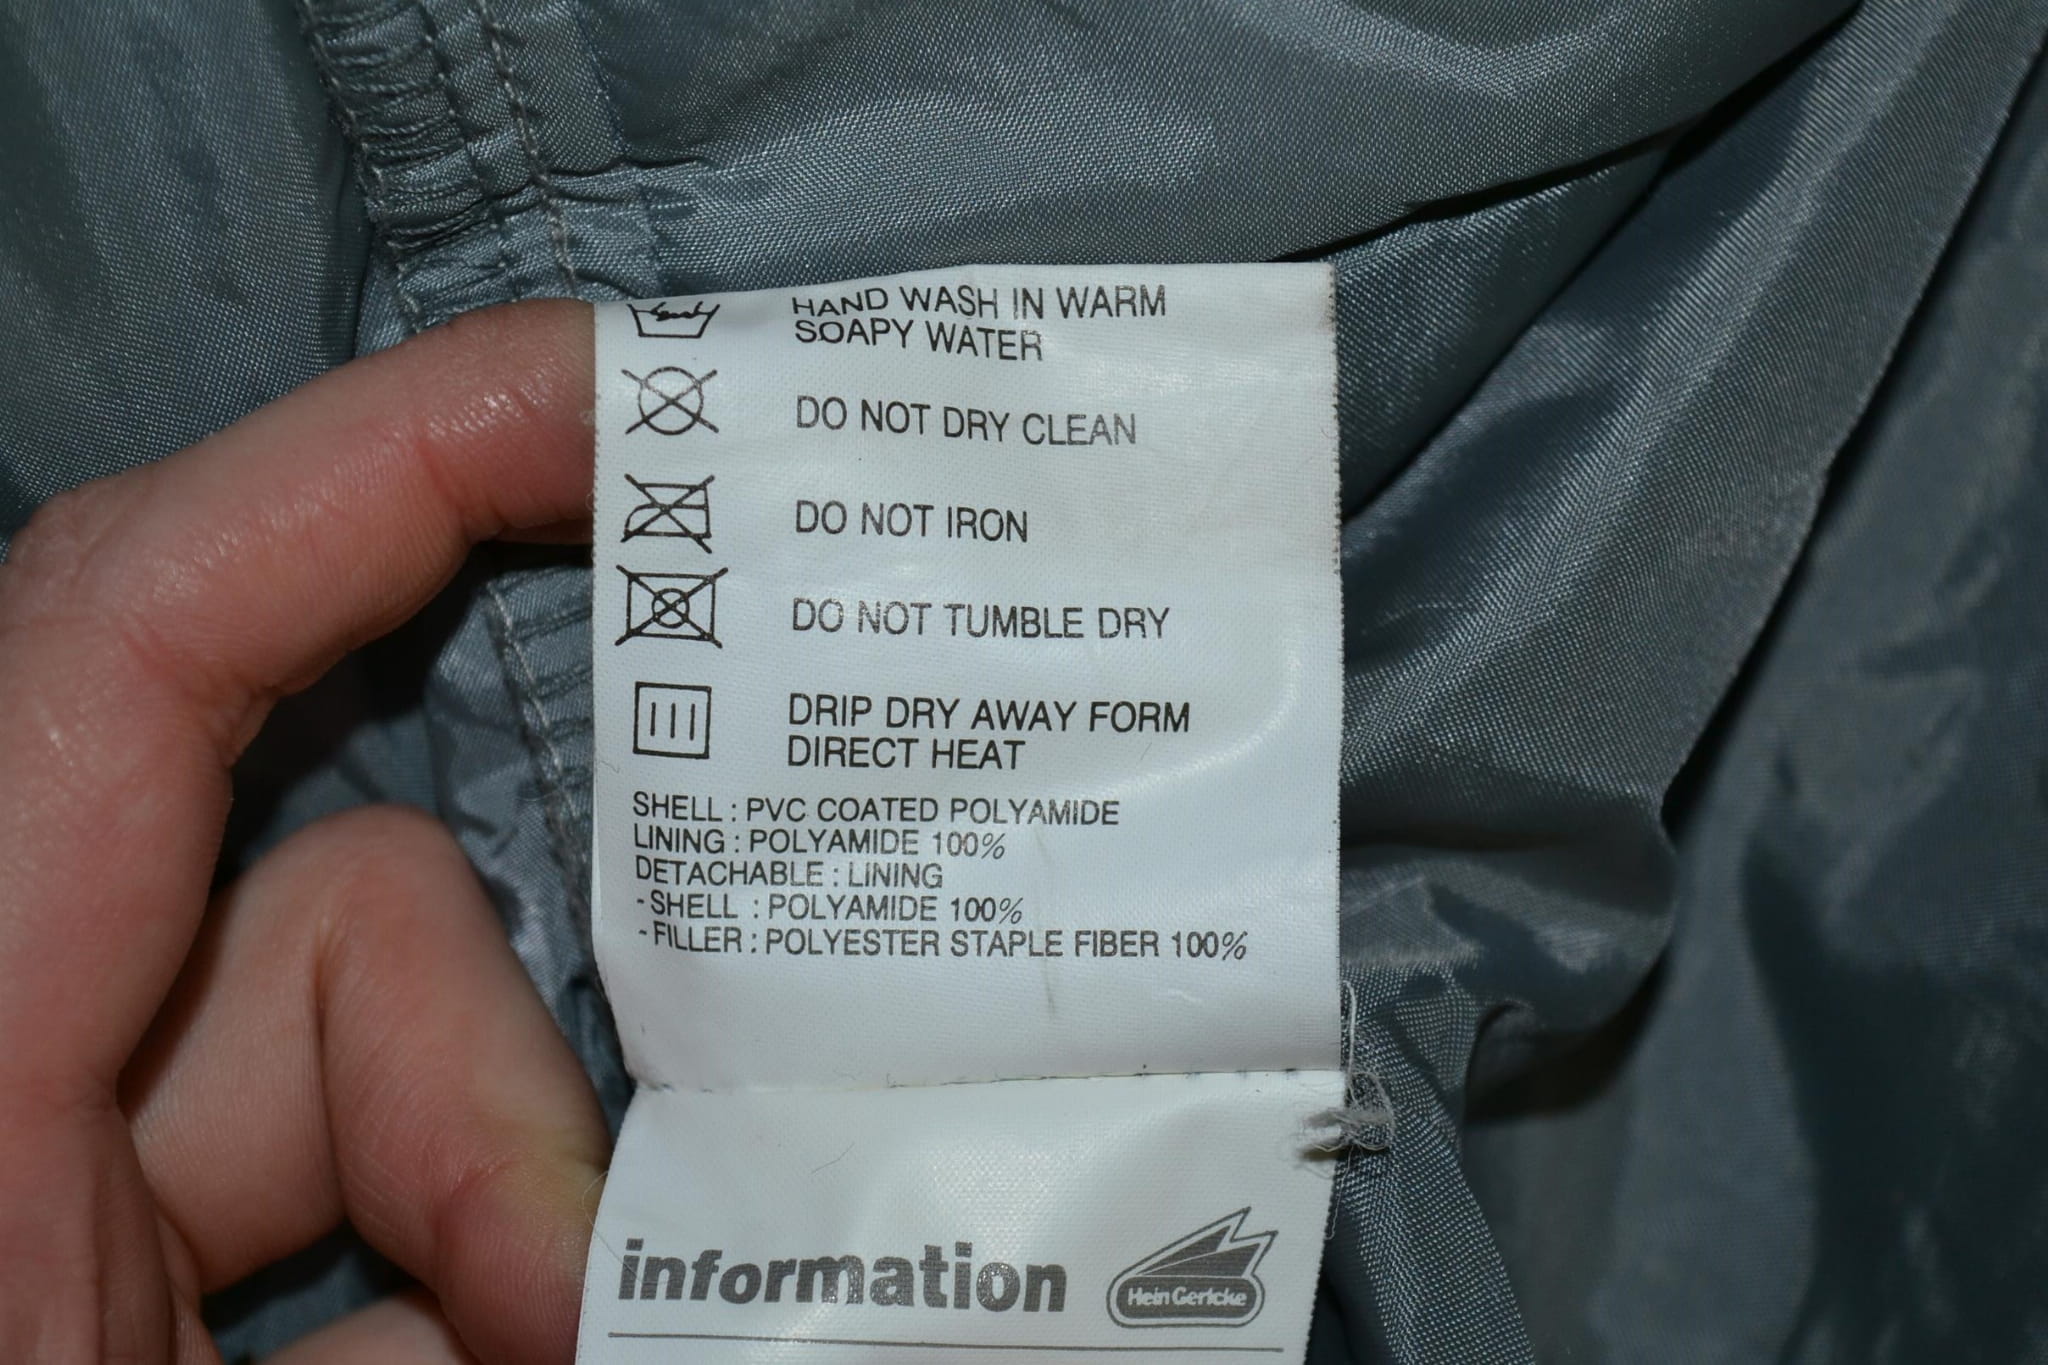 HAND WASH IN WARM
SOAPY WATER
DO NOT DRY CLEAN
DO NOT IRON
DO NOT TUMBLE DRY
DRIP DRY AWAY FORM
DIRECT HEAT
SHELL : PVC COATED POLYAMIDE
LINING : POLYAMIDE 100%
DETACHABLE : LINING
- SHELL : POLYAMIDE 100%
- FILLER : POLYESTER STAPLE FIBER 100%
information
Hein Gericke